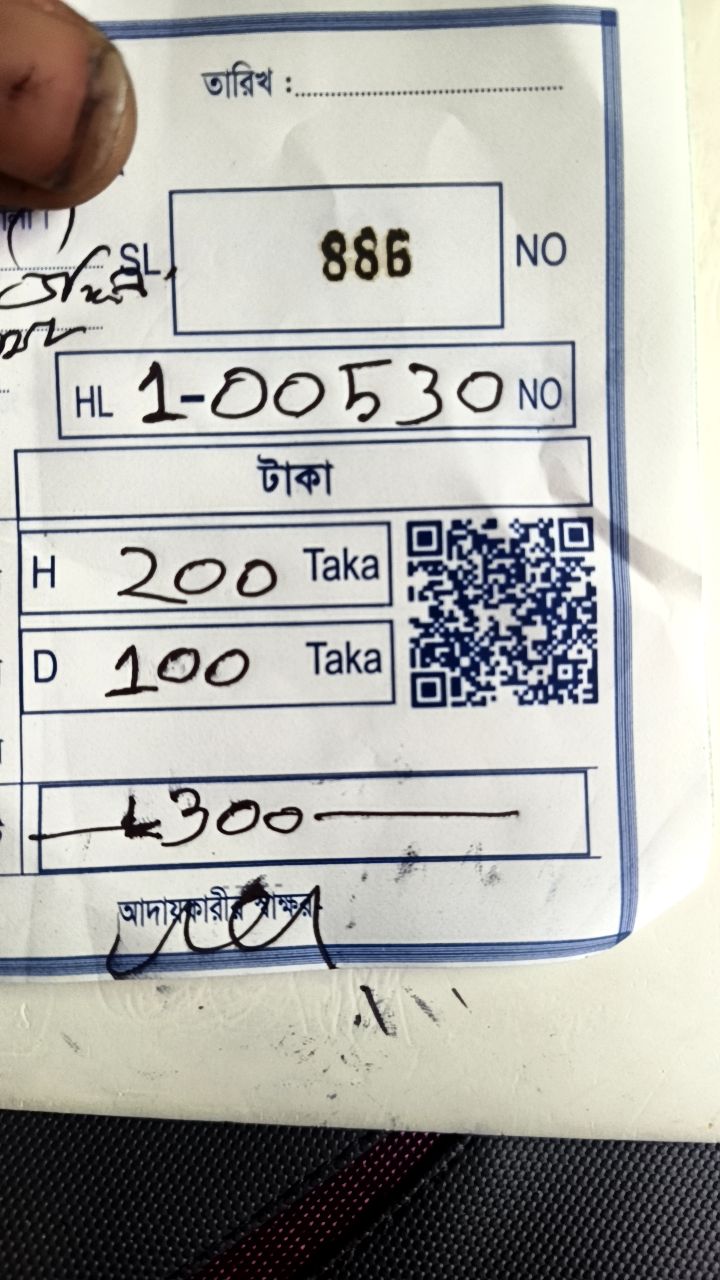 তারিখ :
SL. 886 NO
HL 1-00530 NO
টাকা
H 200 Taka
D 100 Taka
300
আদায়কারীর স্বাক্ষর